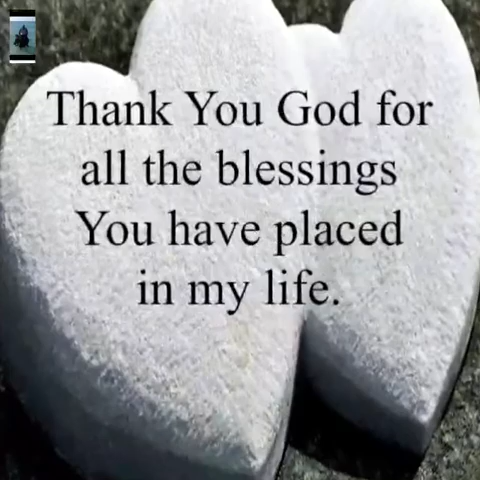 Thank You God for
all the blessings
You have placed
in my life.